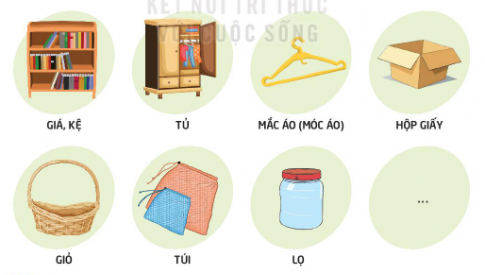 KẾT NỐI TRI THỨC
VỚI CUỘC SỐNG
GIÁ, KỆ
TỦ
MẮC ÁO (MÓC ÁO)
HỘP GIẤY
GIỎ
TÚI
LỌ
...